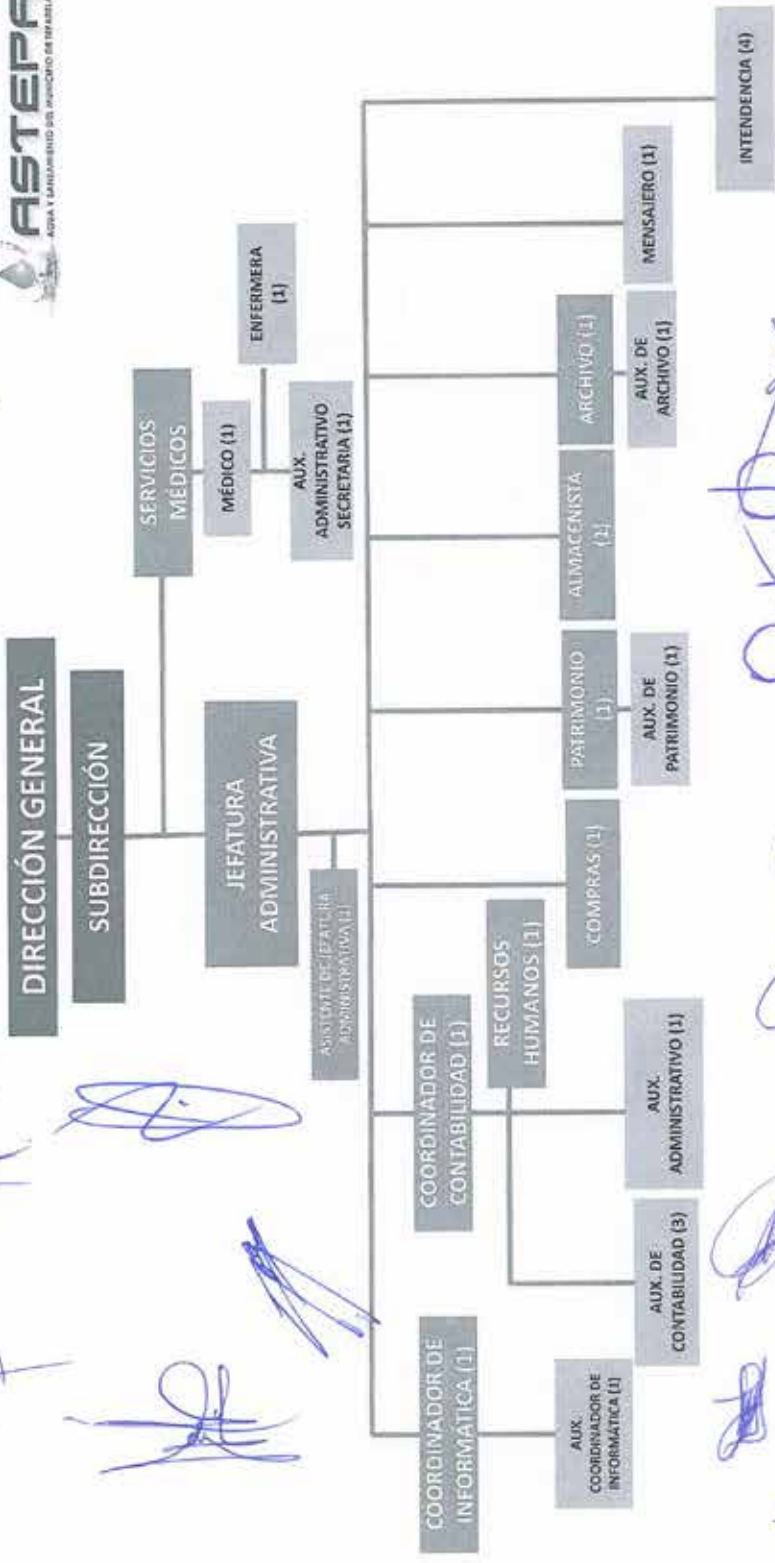 ASTEPA
DIRECCIÓN GENERAL
SUBDIRECCIÓN
SERVICIOS
MÉDICOS
MÉDICO (1)
ENFERMERA
(1)
AUX.
ADMINISTRATIVO
SECRETARIA (1)
JEFATURA
ADMINISTRATIVA
ASISTENTE DE JEFATURA
ADMINISTRATIVA (1)
COORDINADOR DE
INFORMÁTICA (1)
AUX.
COORDINADOR DE
INFORMÁTICA (1)
COORDINADOR DE
CONTABILIDAD (1)
RECURSOS
HUMANOS (1)
AUX. DE
CONTABILIDAD (3)
AUX.
ADMINISTRATIVO (1)
COMPRAS (1)
PATRIMONIO
(1)
AUX. DE
PATRIMONIO (1)
ALMACENISTA
(1)
ARCHIVO (1)
AUX. DE
ARCHIVO (1)
MENSAJERO (1)
INTENDENCIA (4)